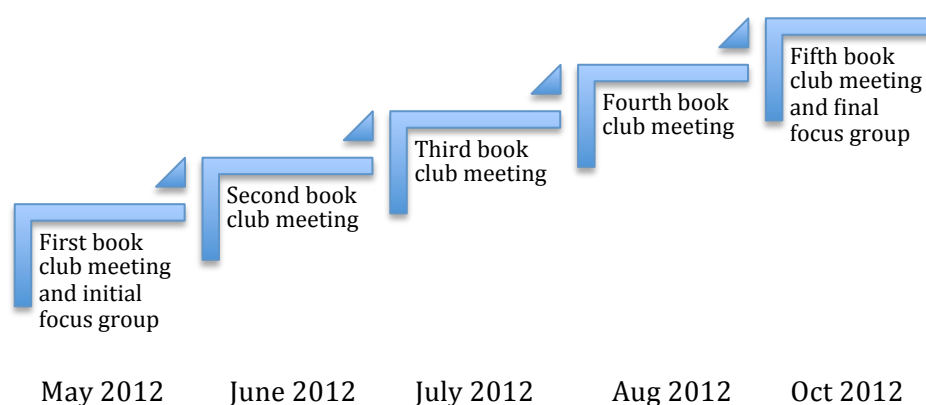 First book
club meeting
and initial
focus group
Second book
club meeting
Third book
club meeting
Fourth book
club meeting
Fifth book
club meeting
and final
focus group
May 2012
June 2012
July 2012
Aug 2012
Oct 2012